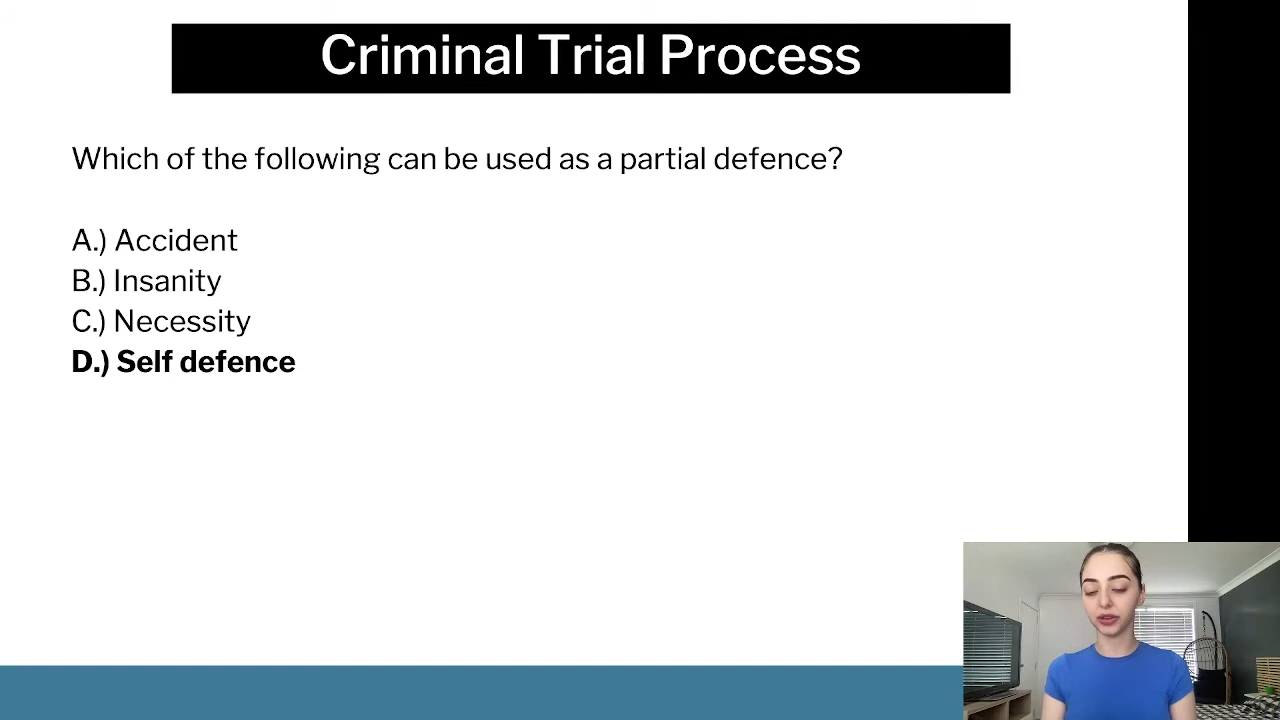 Criminal Trial Process
Which of the following can be used as a partial defence?
A.) Accident
B.) Insanity
C.) Necessity
D.) Self defence